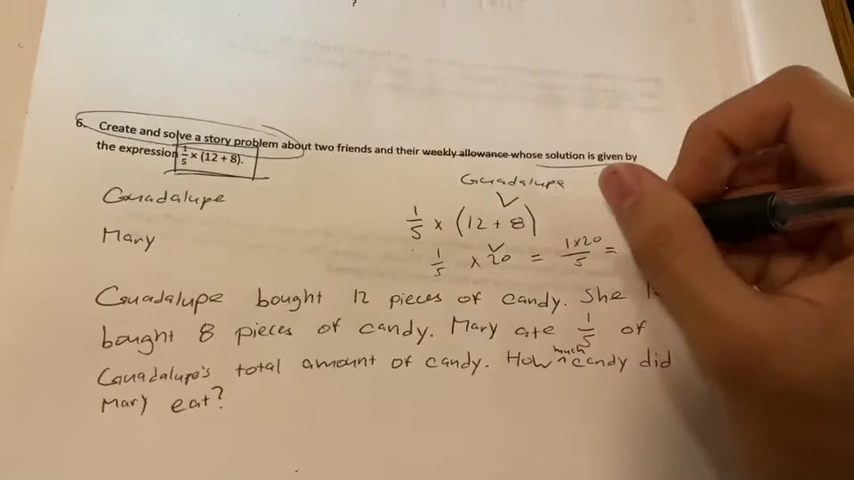 6. Create and solve a story problem about two friends and their weekly allowance whose solution is given by
the expression 1/5 × (12 + 8).
Guadalupe
Guadalupe
1/5 × (12 + 8)
Mary
1/5 × 20 = 1×20/5 =
Guadalupe bought 12 pieces of candy. She
bought 8 pieces of candy. Mary ate 1/5 of
Guadalupe's total amount of candy. How much candy did
Mary eat?